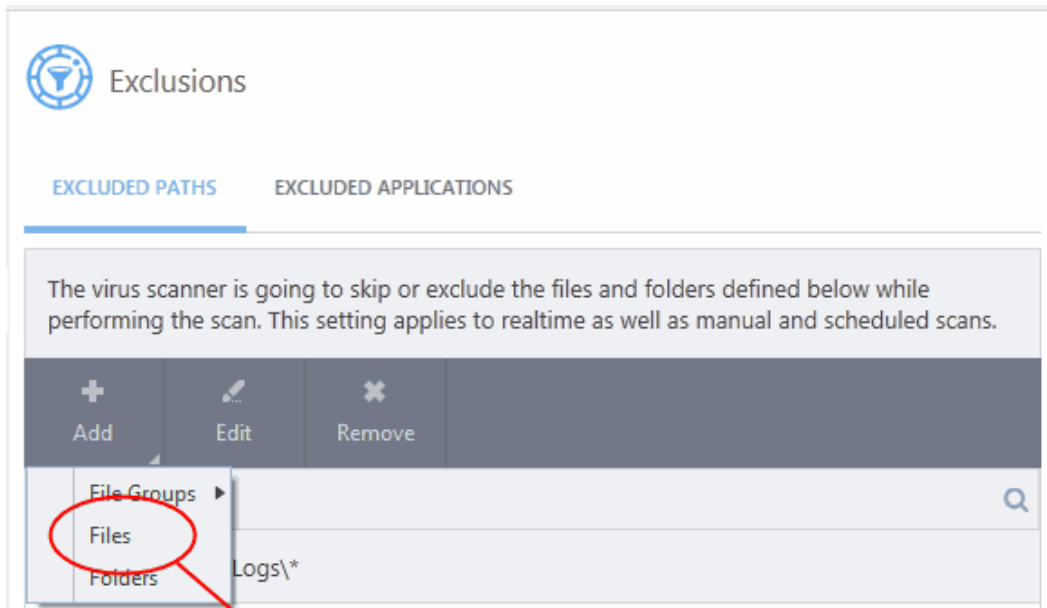 Exclusions
EXCLUDED PATHS EXCLUDED APPLICATIONS
The virus scanner is going to skip or exclude the files and folders defined below while
performing the scan. This setting applies to realtime as well as manual and scheduled scans.
Add Edit Remove
File Groups
Files
Folders
Logs\*